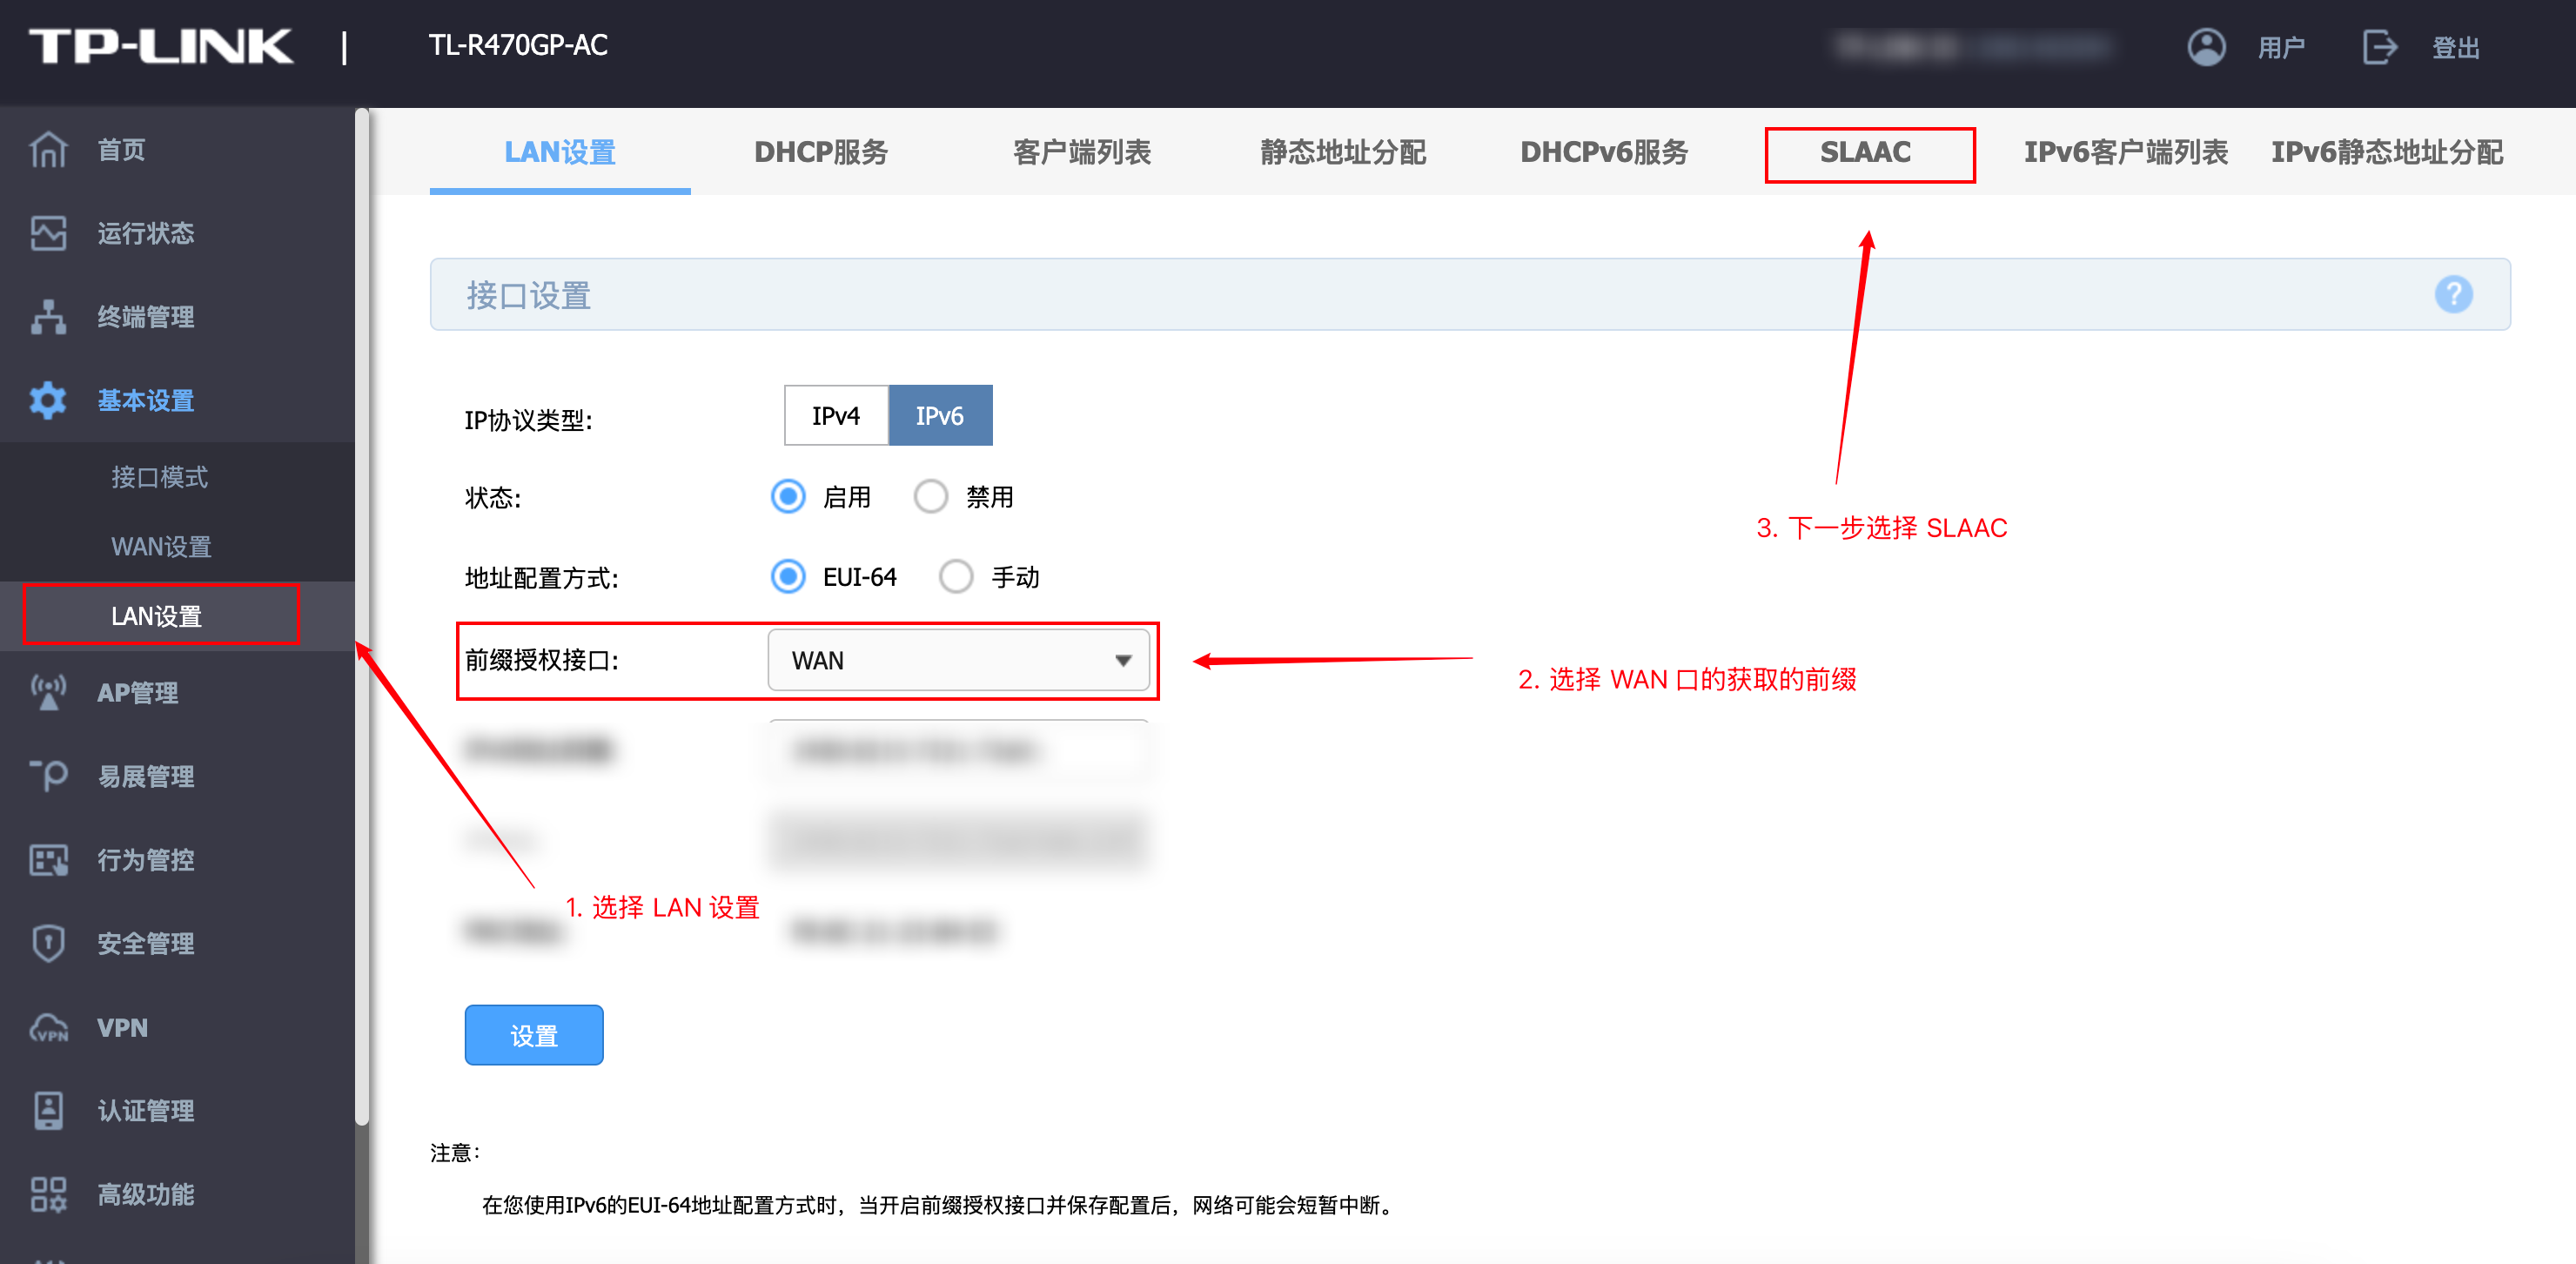 TP-LINK | TL-R470GP-AC
用户
登出
首页
运行状态
终端管理
基本设置
接口模式
WAN设置
LAN设置
AP管理
易展管理
行为管控
安全管理
VPN
认证管理
高级功能
LAN设置
DHCP服务
客户端列表
静态地址分配
DHCPv6服务
SLAAC
IPv6客户端列表
IPv6静态地址分配
接口设置
?
IP协议类型: IPv4 IPv6
状态: 启用 禁用
3. 下一步选择 SLAAC
地址配置方式: EUI-64 手动
前缀授权接口: WAN
2. 选择 WAN 口的获取的前缀
1. 选择 LAN 设置
设置
注意:
在您使用IPv6的EUI-64地址配置方式时，当开启前缀授权接口并保存配置后，网络可能会短暂中断。